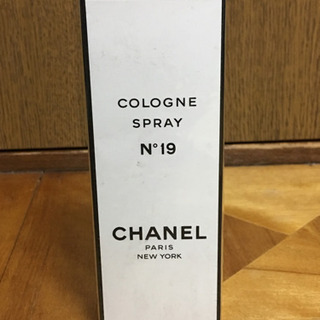 COLOGNE
SPRAY
N°19
CHANEL
PARIS
NEW YORK